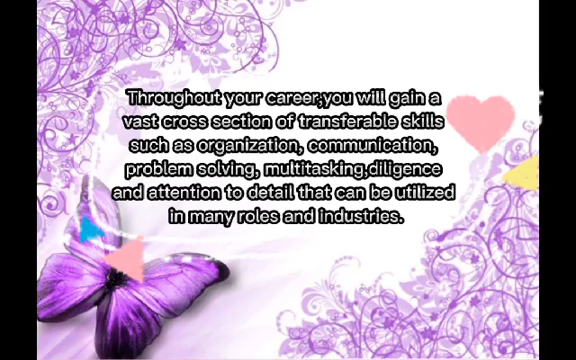 Throughout your career,you will gain a
vast cross section of transferable skills
such as organization, communication,
problem solving, multitasking,diligence
and attention to detail that can be utilized
in many roles and industries.